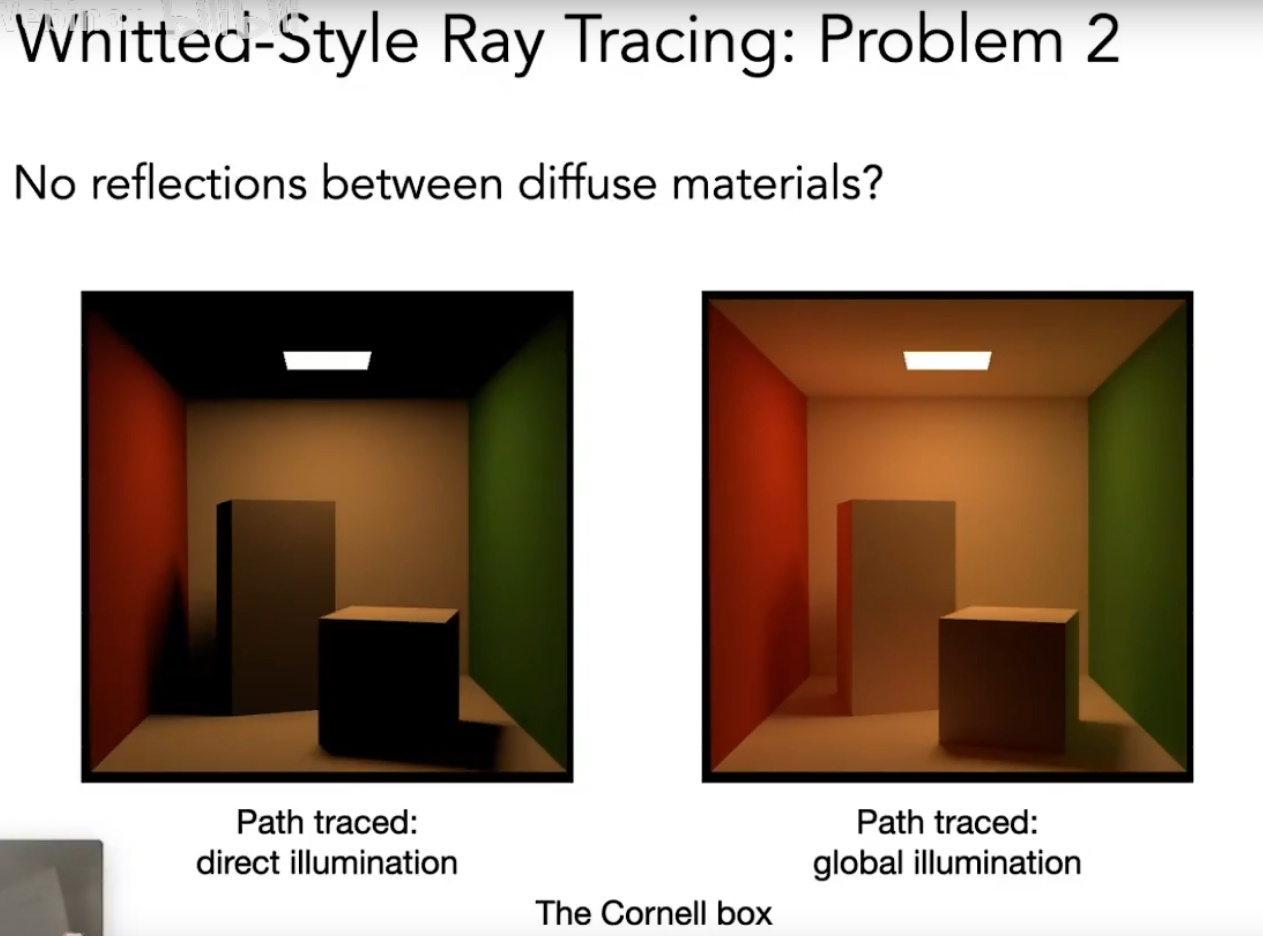 Whitted-Style Ray Tracing: Problem 2
No reflections between diffuse materials?
Path traced:
direct illumination
Path traced:
global illumination
The Cornell box